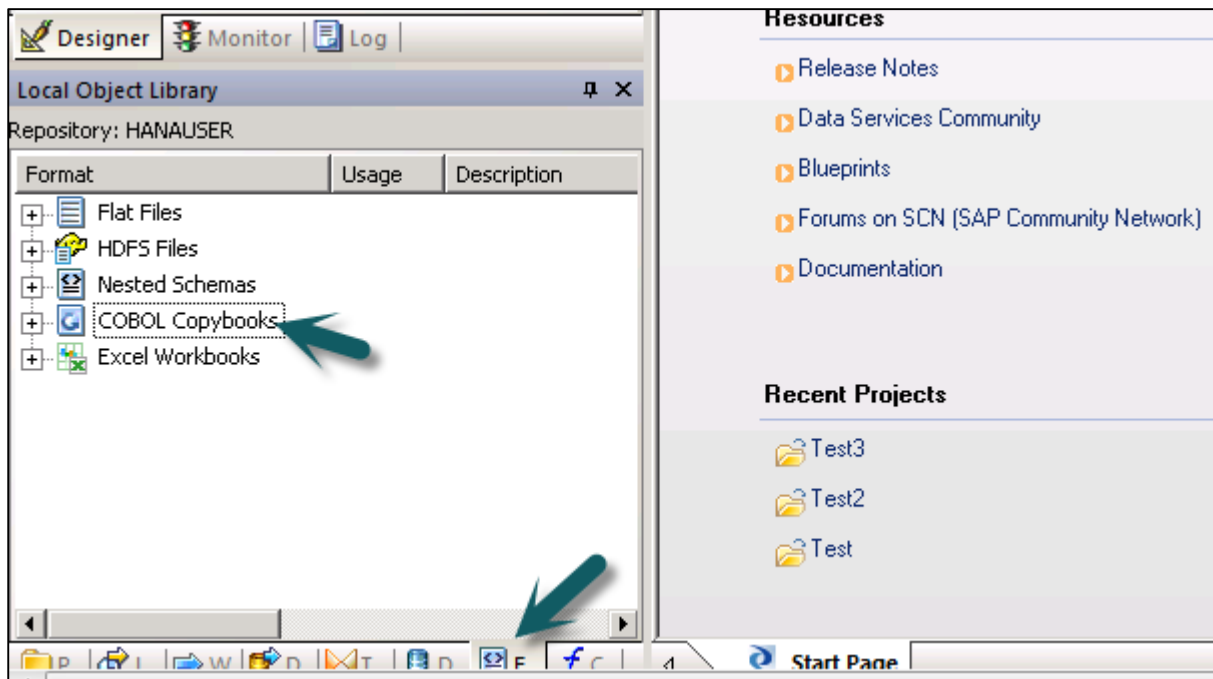 Designer Monitor Log
Local Object Library
Repository: HANAUSER
Format Usage Description
Flat Files
HDFS Files
Nested Schemas
COBOL Copybooks
Excel Workbooks
P W D T D F C
Resources
Release Notes
Data Services Community
Blueprints
Forums on SCN (SAP Community Network)
Documentation
Recent Projects
Test3
Test2
Test
Start Page